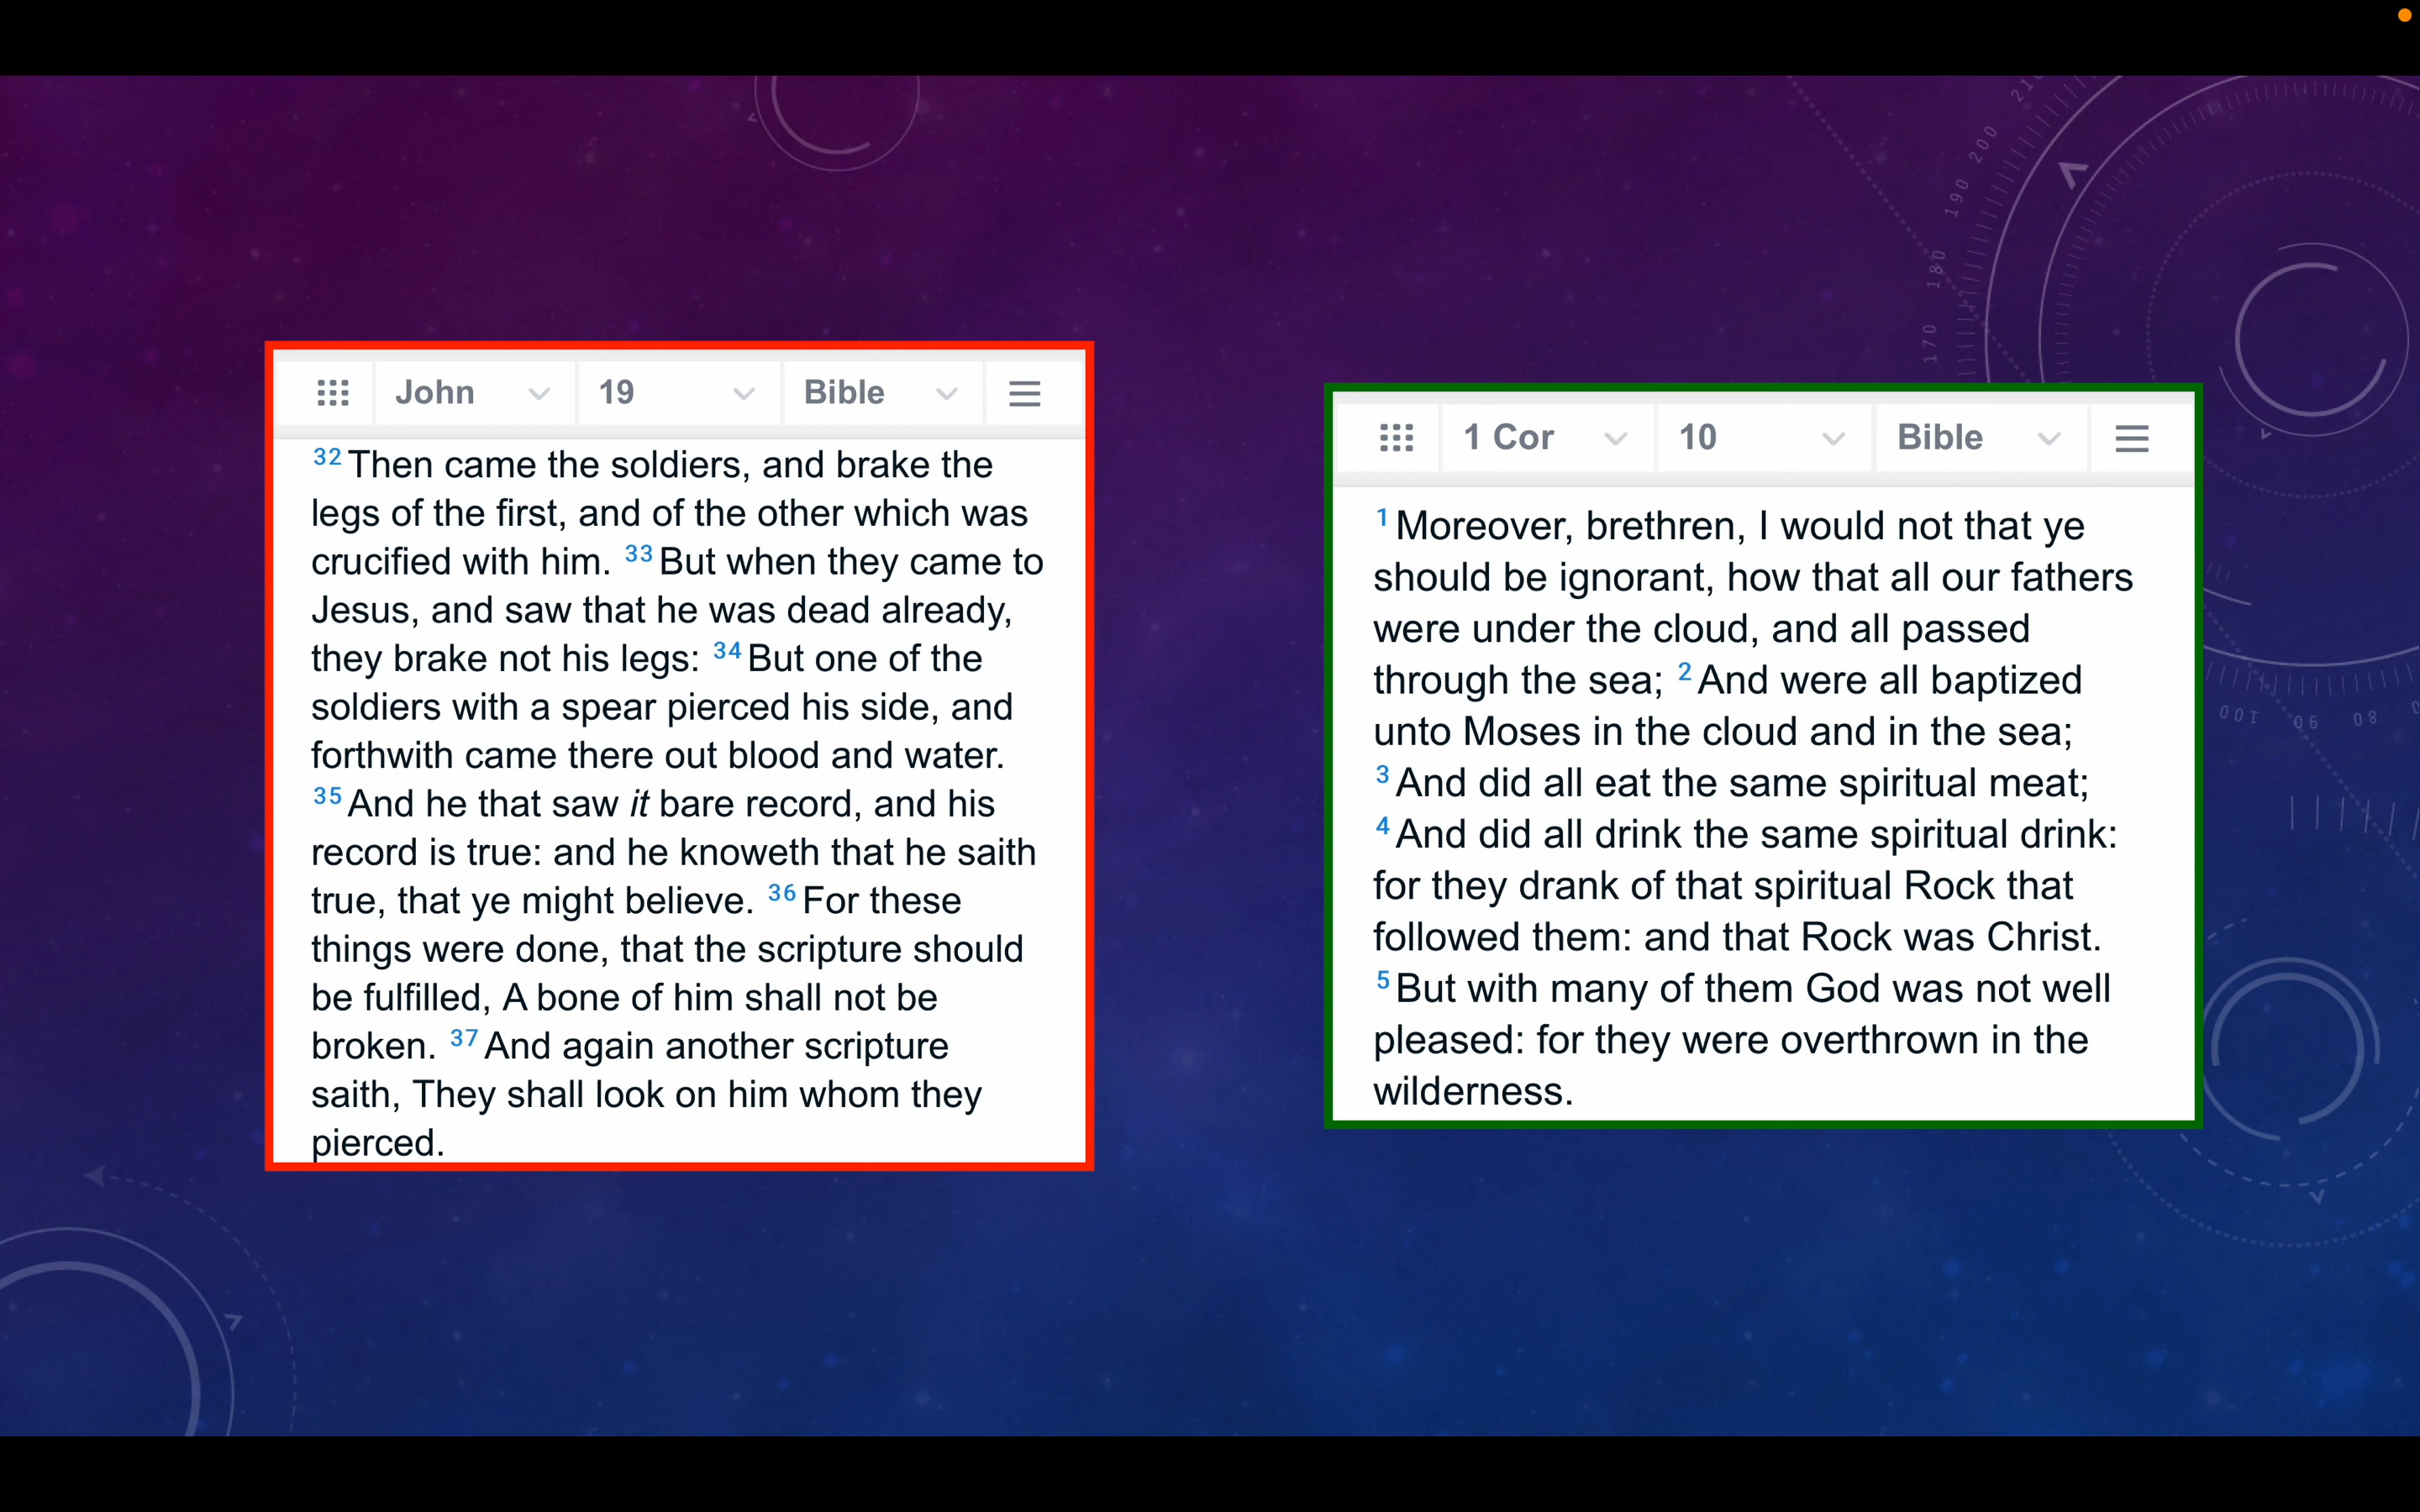 John 19 Bible
32 Then came the soldiers, and brake the
legs of the first, and of the other which was
crucified with him. 33 But when they came to
Jesus, and saw that he was dead already,
they brake not his legs: 34 But one of the
soldiers with a spear pierced his side, and
forthwith came there out blood and water.
35 And he that saw it bare record, and his
record is true: and he knoweth that he saith
true, that ye might believe. 36 For these
things were done, that the scripture should
be fulfilled, A bone of him shall not be
broken. 37 And again another scripture
saith, They shall look on him whom they
pierced.
1 Cor 10 Bible
1 Moreover, brethren, I would not that ye
should be ignorant, how that all our fathers
were under the cloud, and all passed
through the sea; 2 And were all baptized
unto Moses in the cloud and in the sea;
3 And did all eat the same spiritual meat;
4 And did all drink the same spiritual drink:
for they drank of that spiritual Rock that
followed them: and that Rock was Christ.
5 But with many of them God was not well
pleased: for they were overthrown in the
wilderness.
200
190
180
170
100
90
80